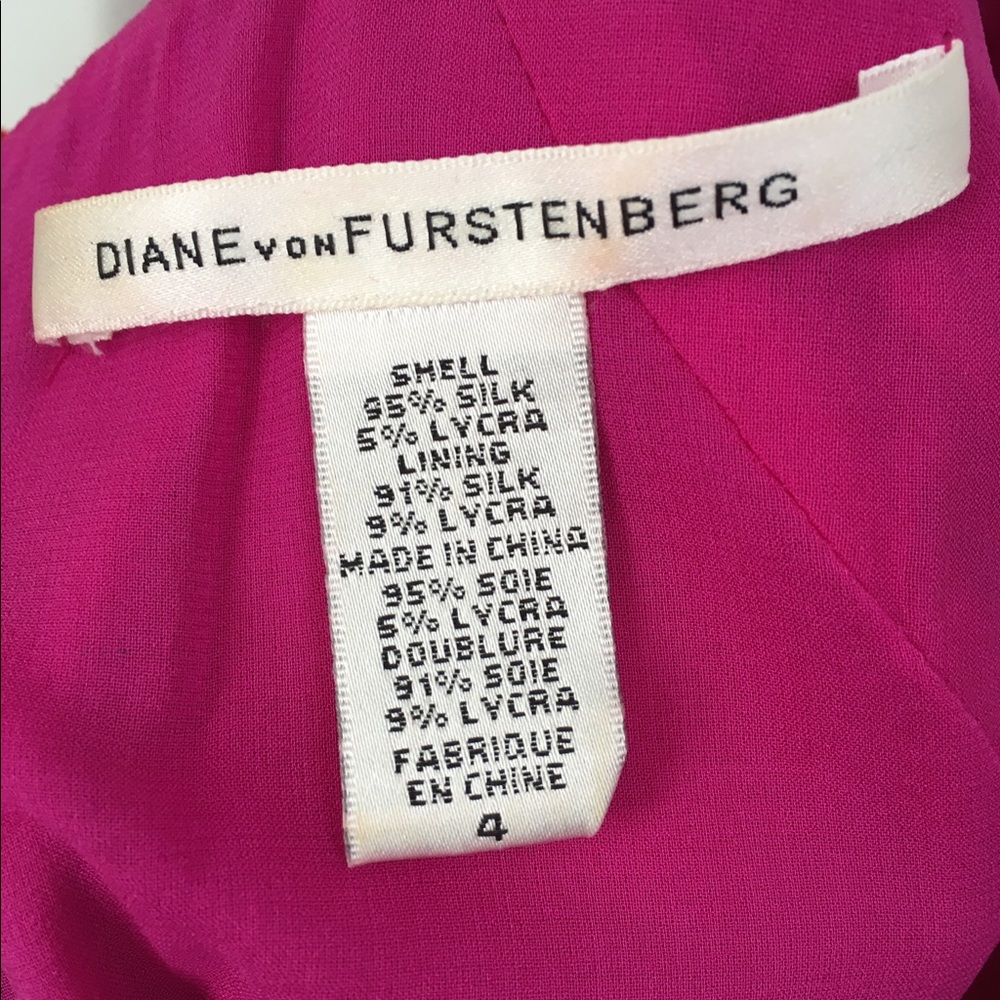 DIANE VON FURSTENBERG
SHELL
95% SILK
5% LYCRA
LINING
91% SILK
9% LYCRA
MADE IN CHINA
95% SOIE
5% LYCRA
DOUBLURE
91% SOIE
9% LYCRA
FABRIQUE
EN CHINE
4